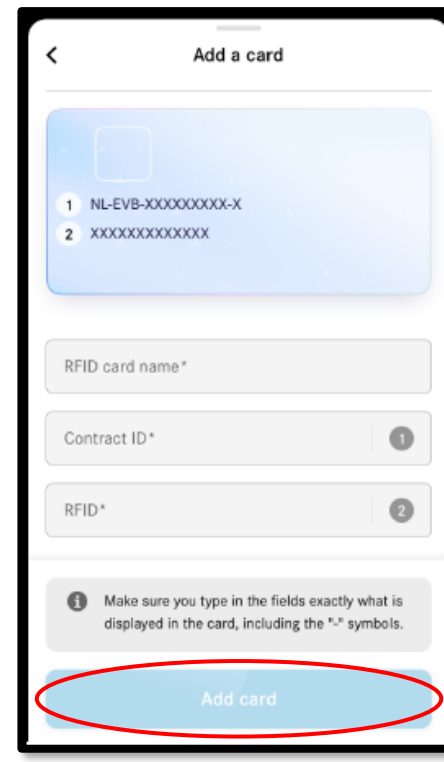 Add a card
1 NL-EVB-XXXXXXXXX-X
2 XXXXXXXXXXXXX
RFID card name*
Contract ID* 1
RFID* 2
Make sure you type in the fields exactly what is
displayed in the card, including the "-" symbols.
Add card